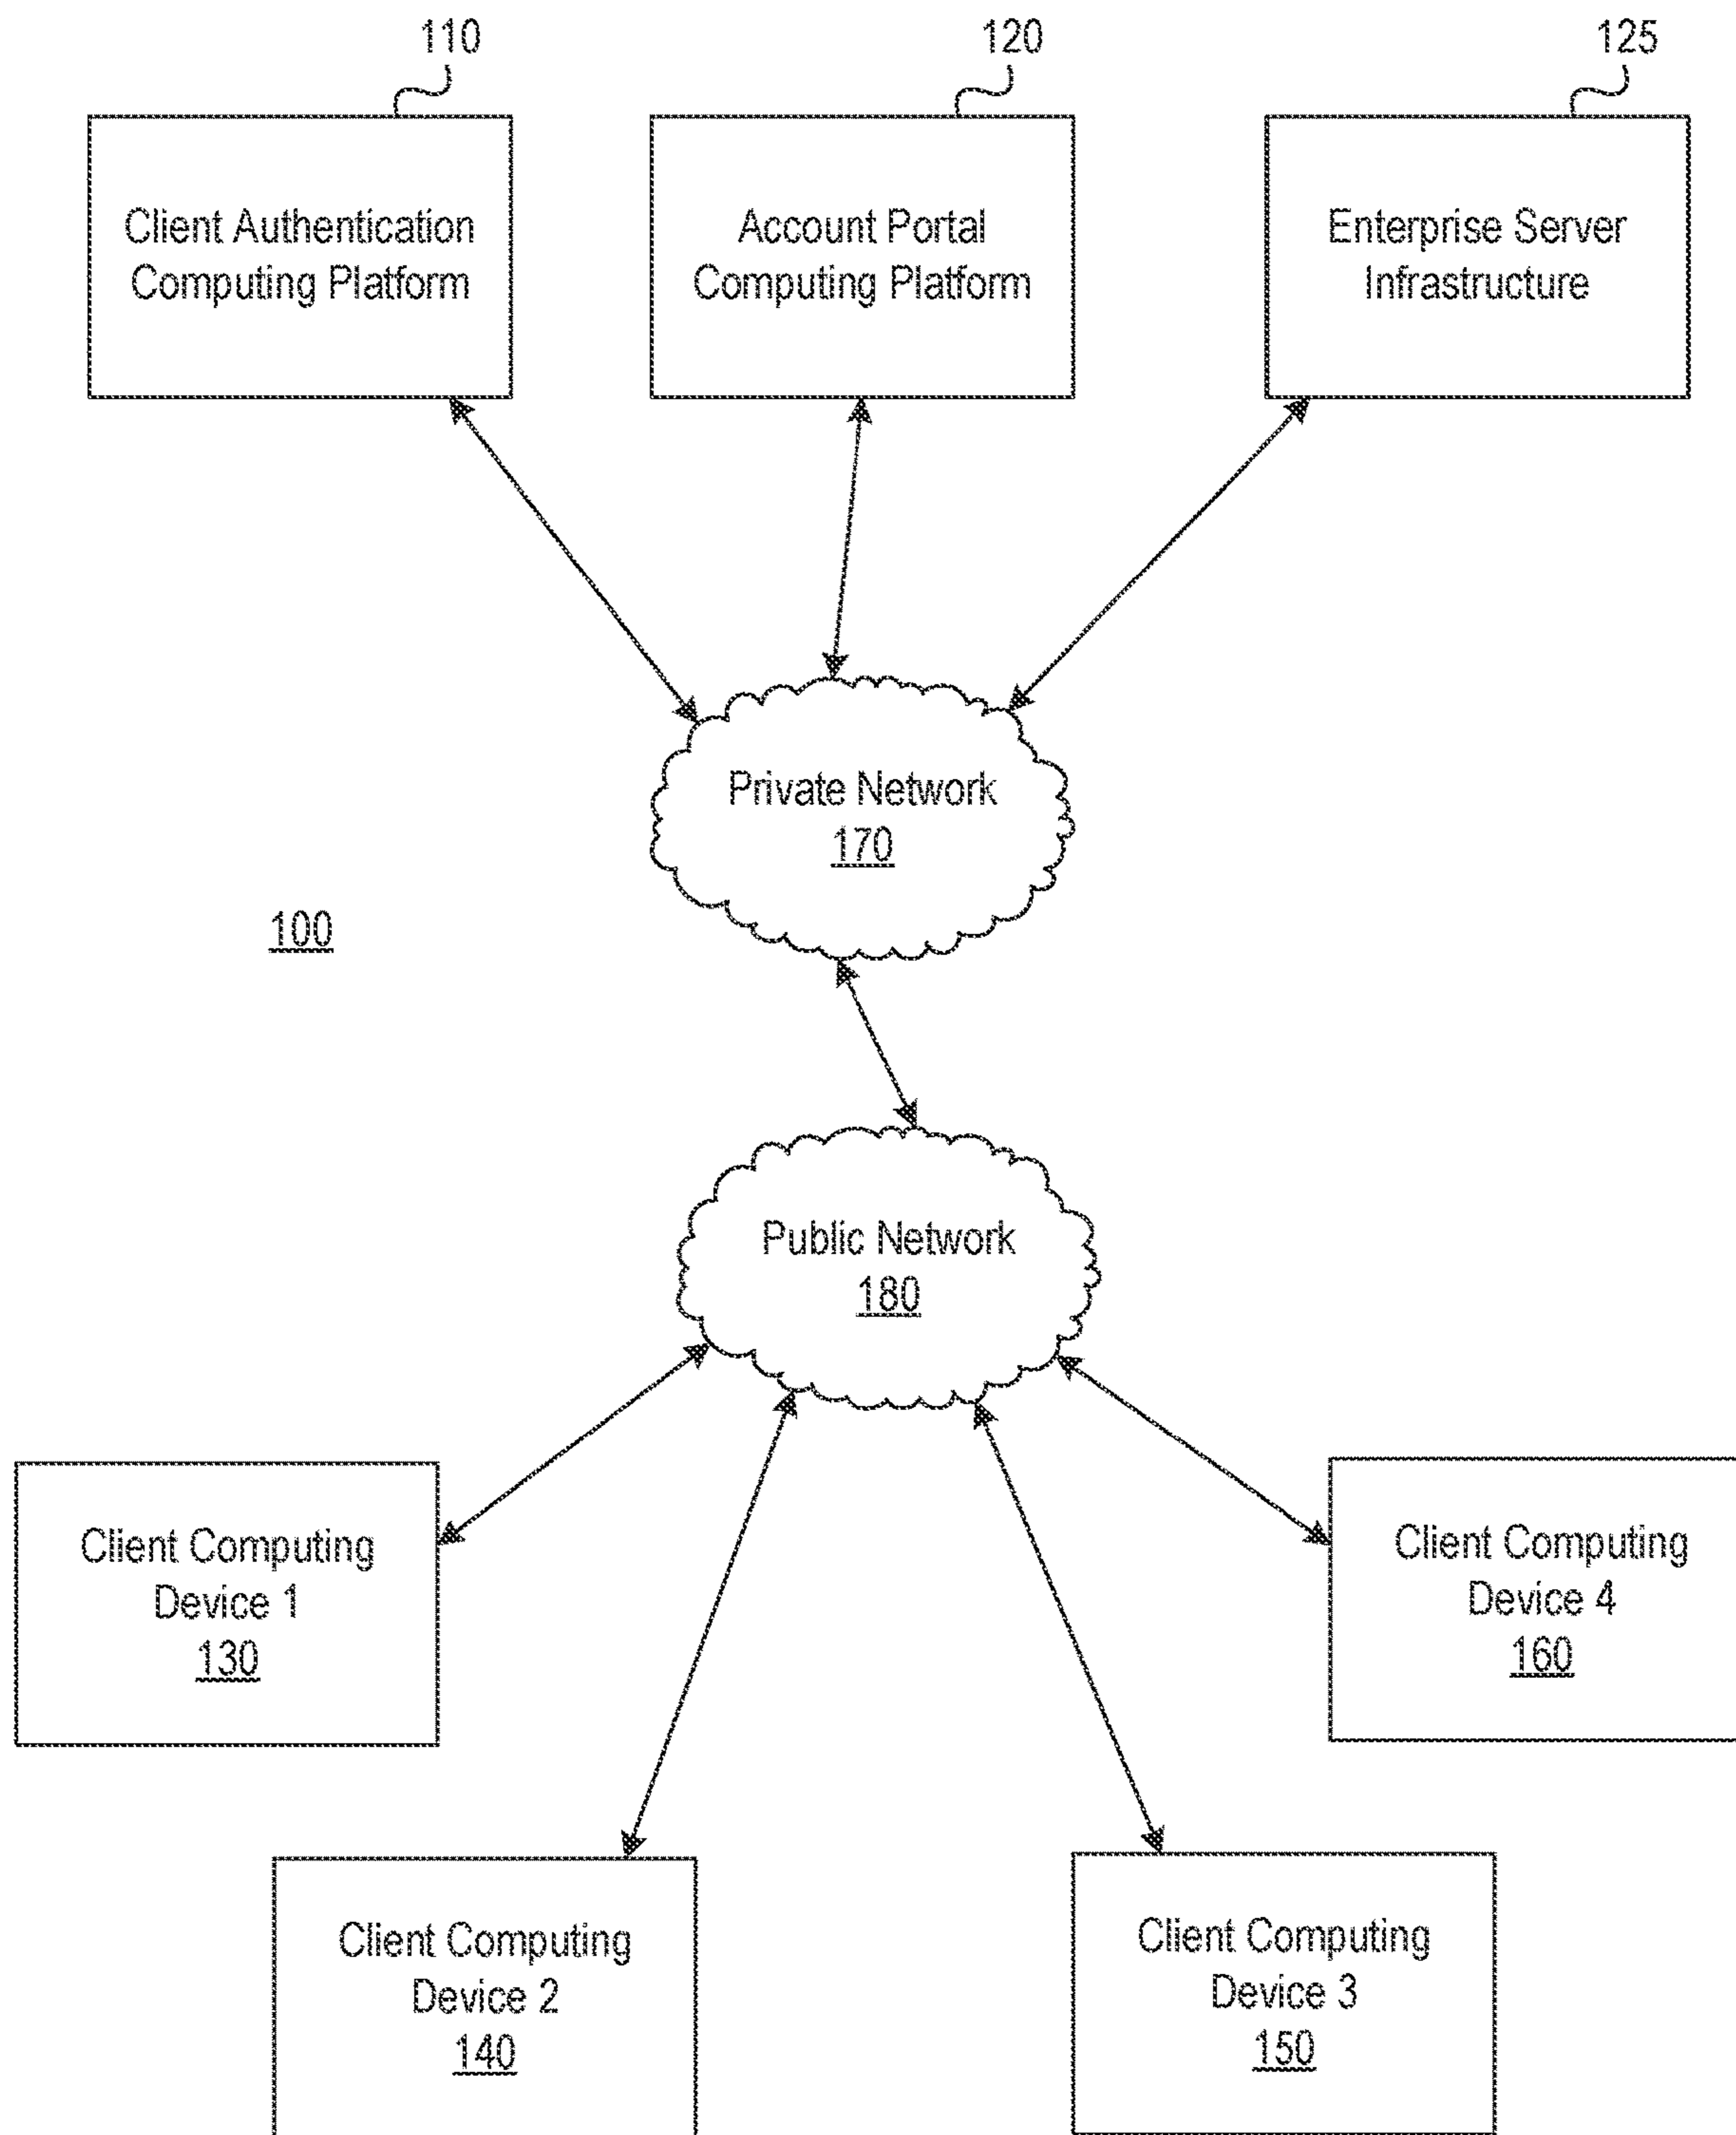 110
120
125
Client Authentication
Computing Platform
Account Portal
Computing Platform
Enterprise Server
Infrastructure
Private Network
170
100
Public Network
180
Client Computing
Device 1
130
Client Computing
Device 4
160
Client Computing
Device 2
140
Client Computing
Device 3
150